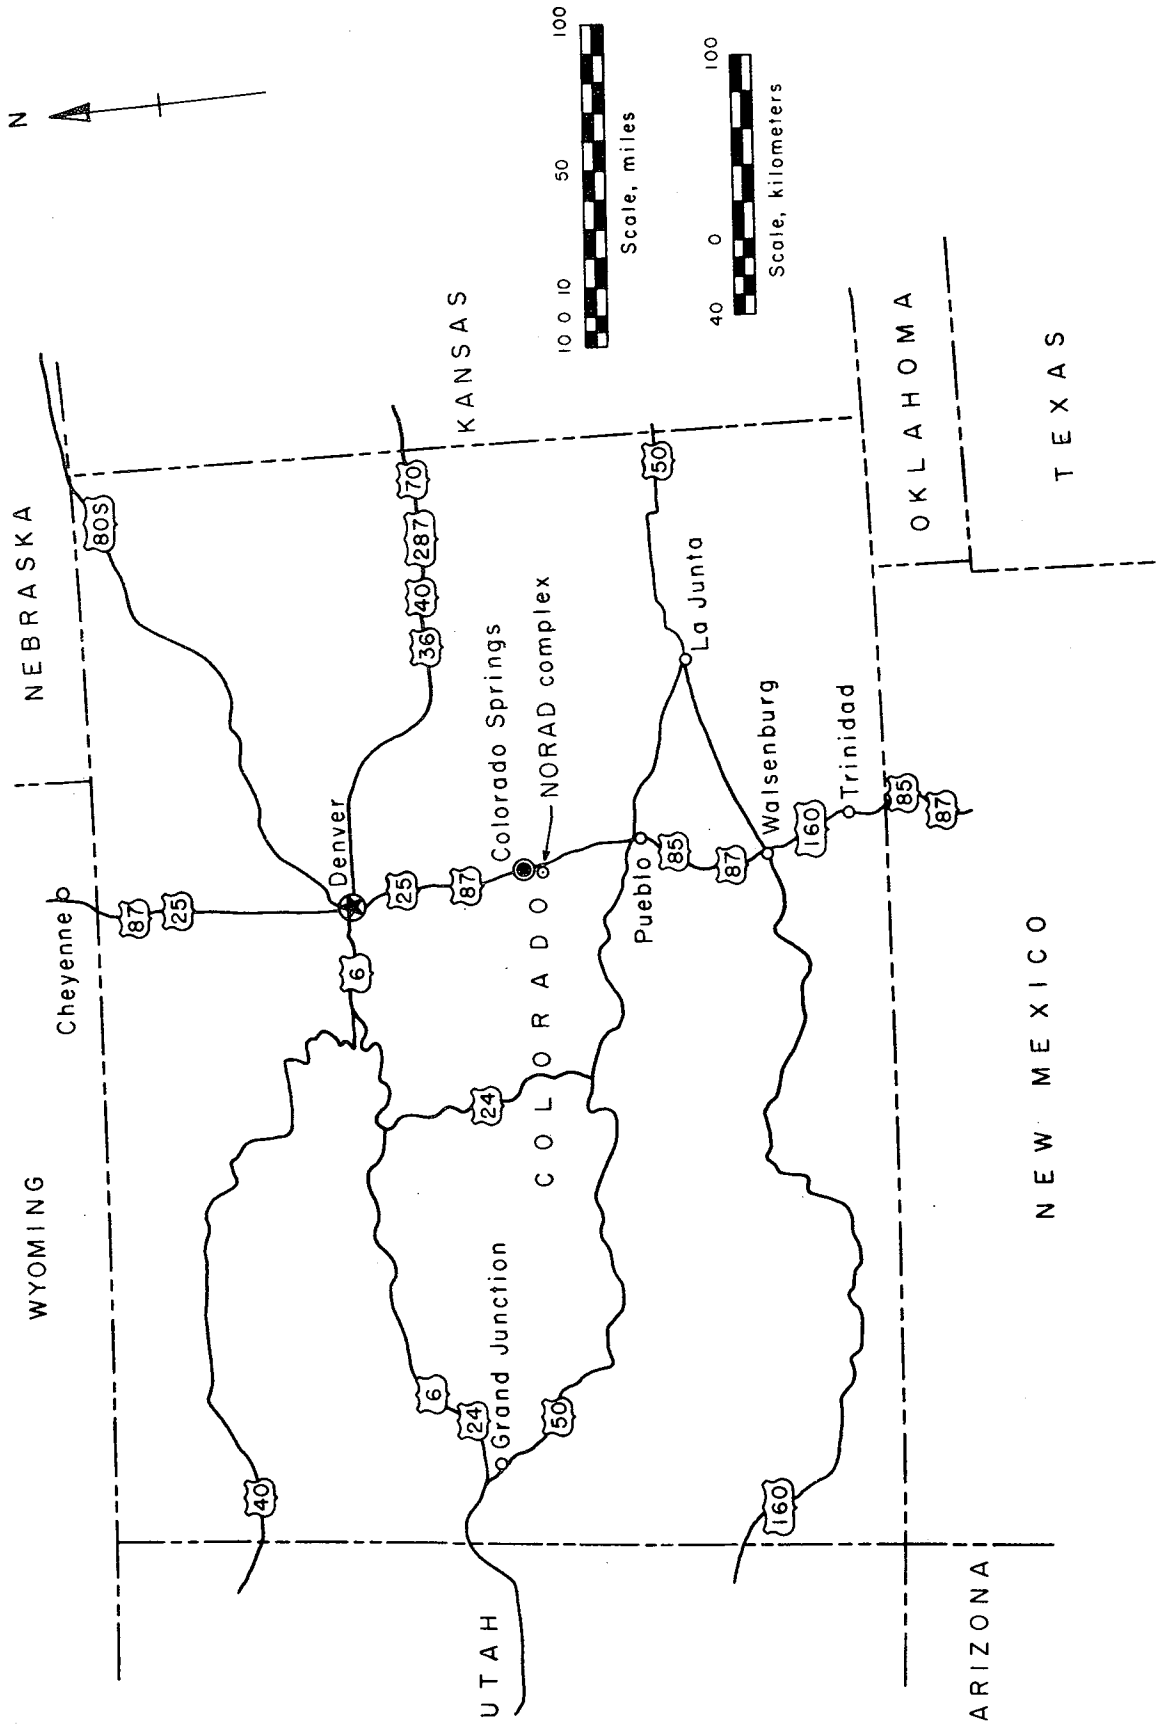 N
WYOMING
NEBRASKA
Cheyenne
87
25
80S
40
Denver
6
25
87
36
40
287
70
KANSAS
6
24
Grand Junction
50
24
COLORADO
Colorado Springs
NORAD complex
Pueblo
85
87
La Junta
50
Walsenburg
160
Trinidad
85
87
160
UTAH
ARIZONA
NEW MEXICO
OKLAHOMA
TEXAS
10 0 10 50 100
Scale, miles
40 0 100
Scale, kilometers